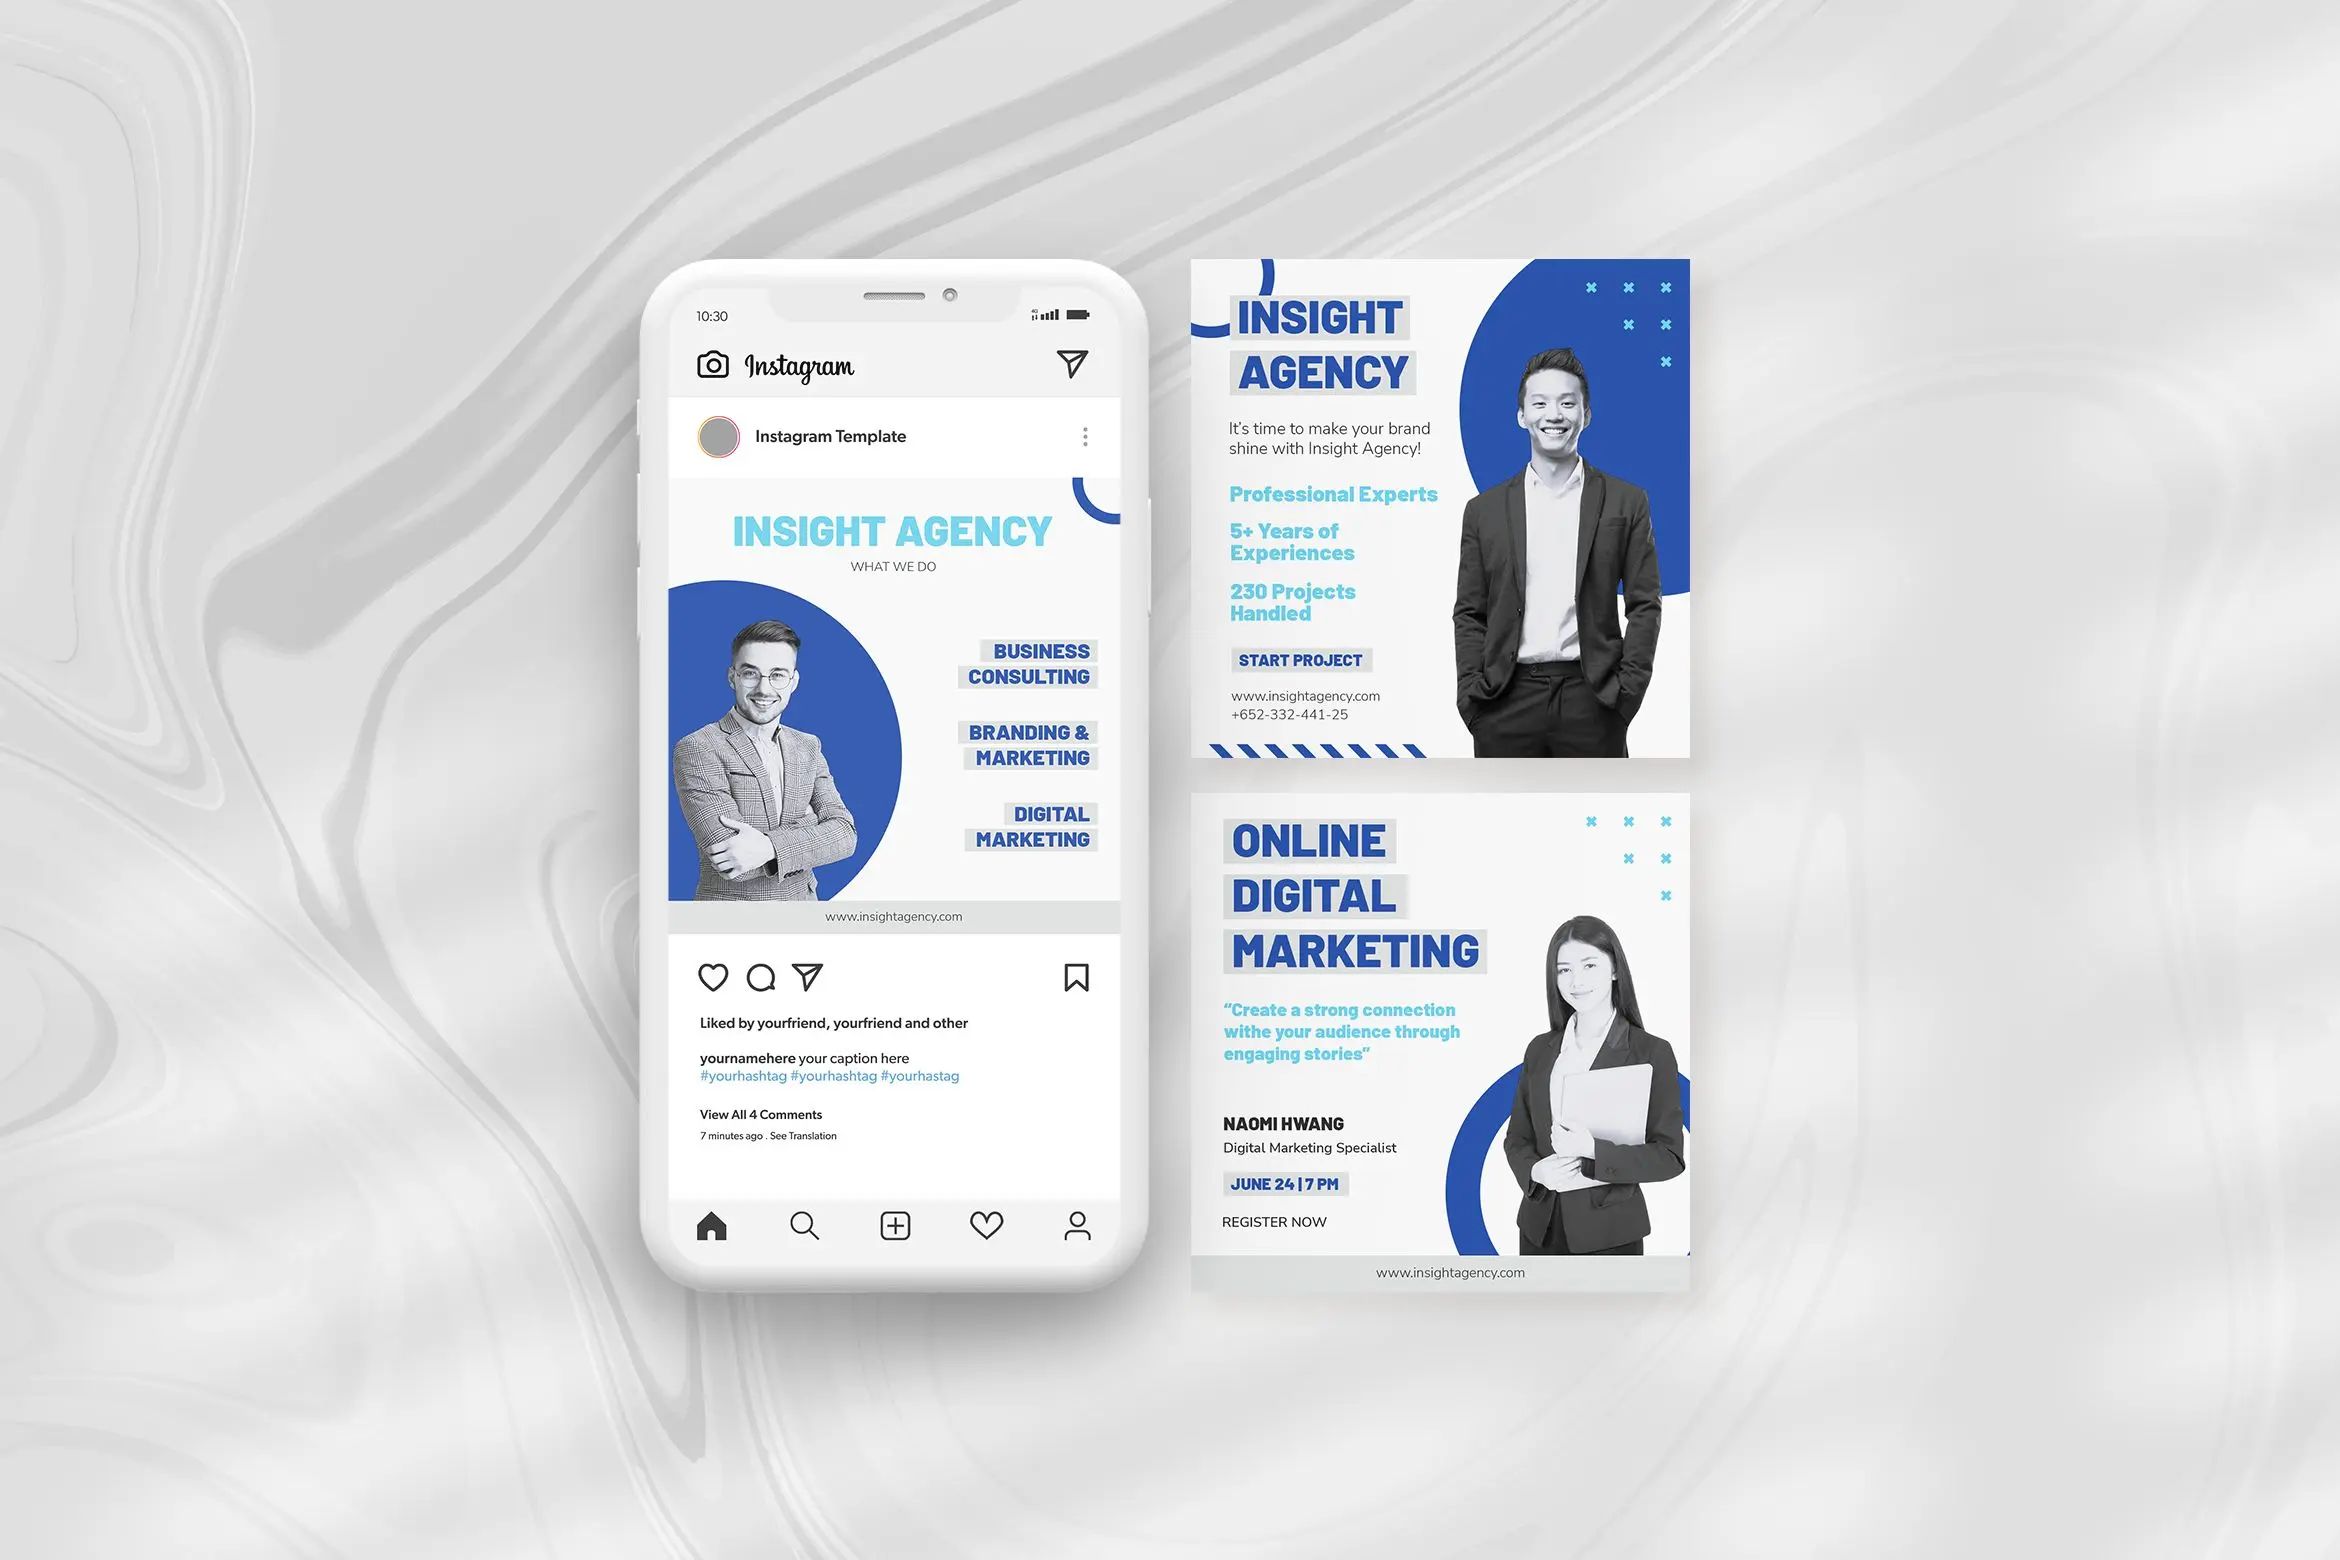 10:30
4G
Instagram
Instagram Template
INSIGHT AGENCY
WHAT WE DO
BUSINESS
CONSULTING
BRANDING &
MARKETING
DIGITAL
MARKETING
www.insightagency.com
Liked by yourfriend, yourfriend and other
yournamehere your caption here
#yourhashtag #yourhashtag #yourhastag
View All 4 Comments
7 minutes ago . See Translation
INSIGHT
AGENCY
It's time to make your brand
shine with Insight Agency!
Professional Experts
5+ Years of
Experiences
230 Projects
Handled
START PROJECT
www.insightagency.com
+652-332-441-25
ONLINE
DIGITAL
MARKETING
“Create a strong connection
withe your audience through
engaging stories”
NAOMI HWANG
Digital Marketing Specialist
JUNE 24 | 7 PM
REGISTER NOW
www.insightagency.com